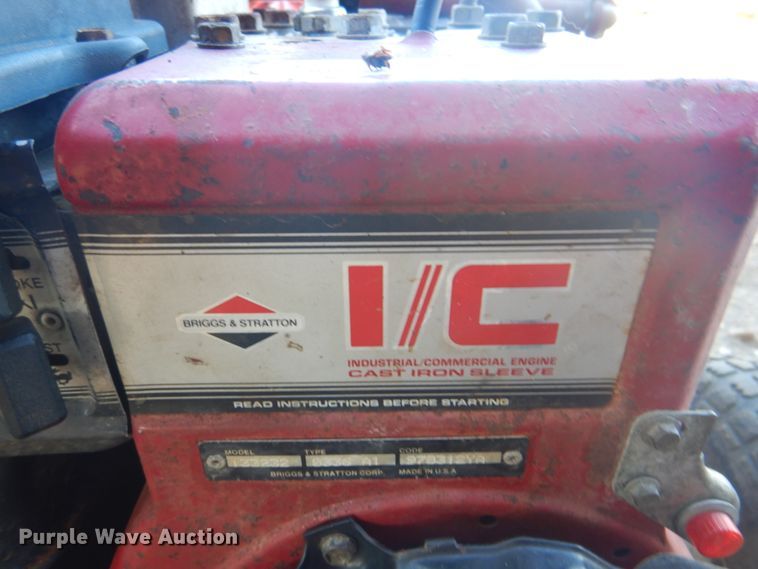 OKE
BRIGGS & STRATTON
I/C
INDUSTRIAL/COMMERCIAL ENGINE
CAST IRON SLEEVE
READ INSTRUCTIONS BEFORE STARTING
MODEL TYPE CODE
BRIGGS & STRATTON CORP. MADE IN U.S.A
Purple Wave Auction